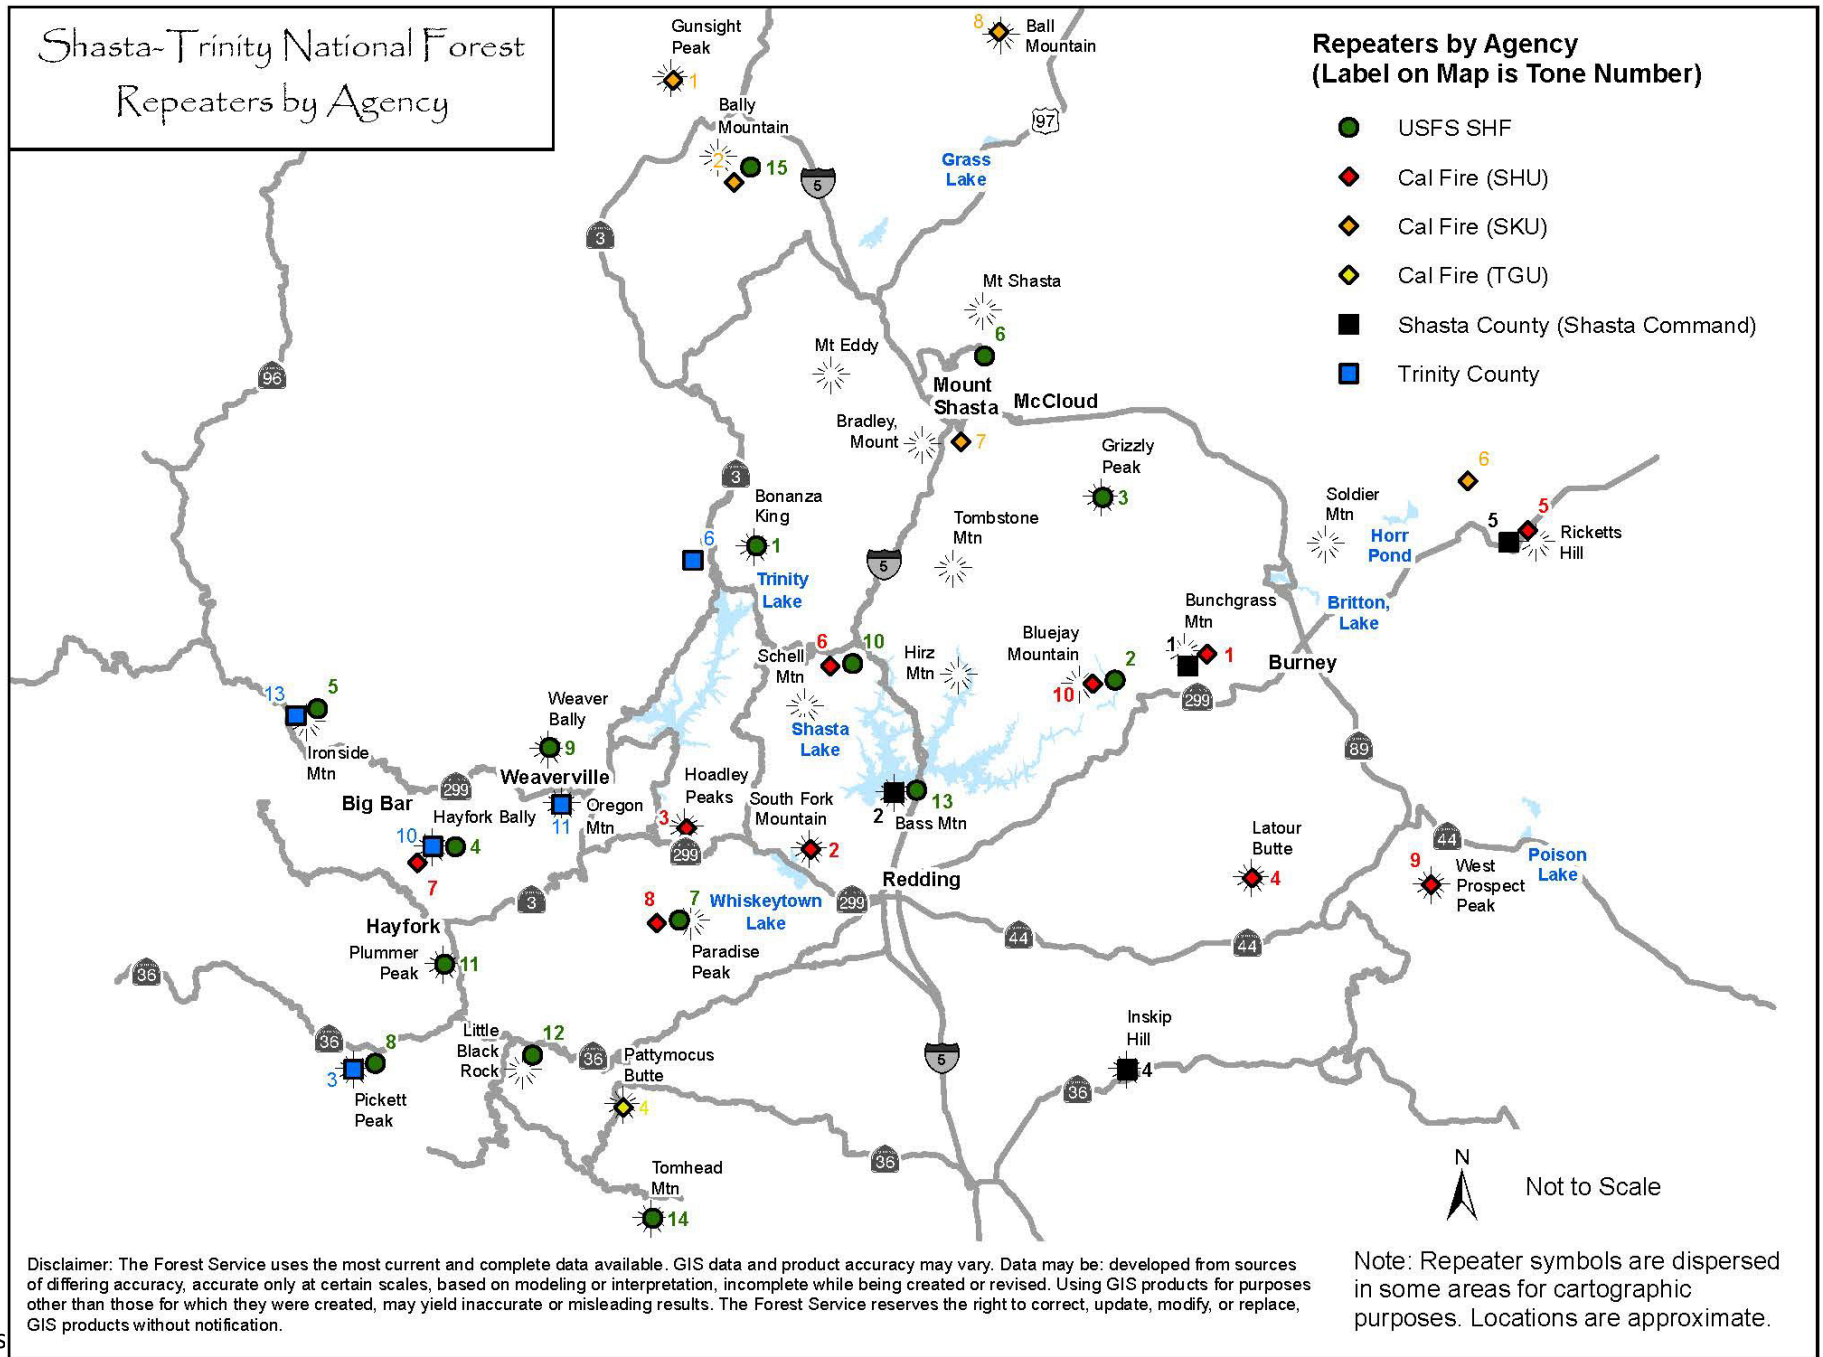 Shasta-Trinity National Forest
Repeaters by Agency
Repeaters by Agency
(Label on Map is Tone Number)
USFS SHF
Cal Fire (SHU)
Cal Fire (SKU)
Cal Fire (TGU)
Shasta County (Shasta Command)
Trinity County
Gunsight
Peak
1
8
Ball
Mountain
97
Bally
Mountain
2
15
5
Grass
Lake
3
96
Mt Shasta
6
Mt Eddy
Mount
Shasta
McCloud
Bradley,
Mount
7
Grizzly
Peak
3
3
Bonanza
King
1
6
Trinity
Lake
5
Tombstone
Mtn
Soldier
Mtn
6
Horr
Pond
5
5
Ricketts
Hill
Britton,
Lake
Bunchgrass
Mtn
1
1
Burney
299
Bluejay
Mountain
2
10
Hirz
Mtn
6
10
Schell
Mtn
Shasta
Lake
13
5
Ironside
Mtn
Weaver
Bally
9
Weaverville
299
Big Bar
Hayfork Bally
10
4
7
11
Oregon
Mtn
Hoadley
Peaks
3
299
South Fork
Mountain
2
13
2
Bass Mtn
89
44
Latour
Butte
4
9
West
Prospect
Peak
Poison
Lake
Redding
299
Whiskeytown
Lake
8
7
Paradise
Peak
3
Hayfork
Plummer
Peak
11
44
44
36
36
8
3
Pickett
Peak
Little
Black
Rock
12
36
Pattymocus
Butte
4
5
Inskip
Hill
4
36
36
Tomhead
Mtn
14
N
Not to Scale
Disclaimer: The Forest Service uses the most current and complete data available. GIS data and product accuracy may vary. Data may be: developed from sources
of differing accuracy, accurate only at certain scales, based on modeling or interpretation, incomplete while being created or revised. Using GIS products for purposes
other than those for which they were created, may yield inaccurate or misleading results. The Forest Service reserves the right to correct, update, modify, or replace,
GIS products without notification.
Note: Repeater symbols are dispersed
in some areas for cartographic
purposes. Locations are approximate.
s